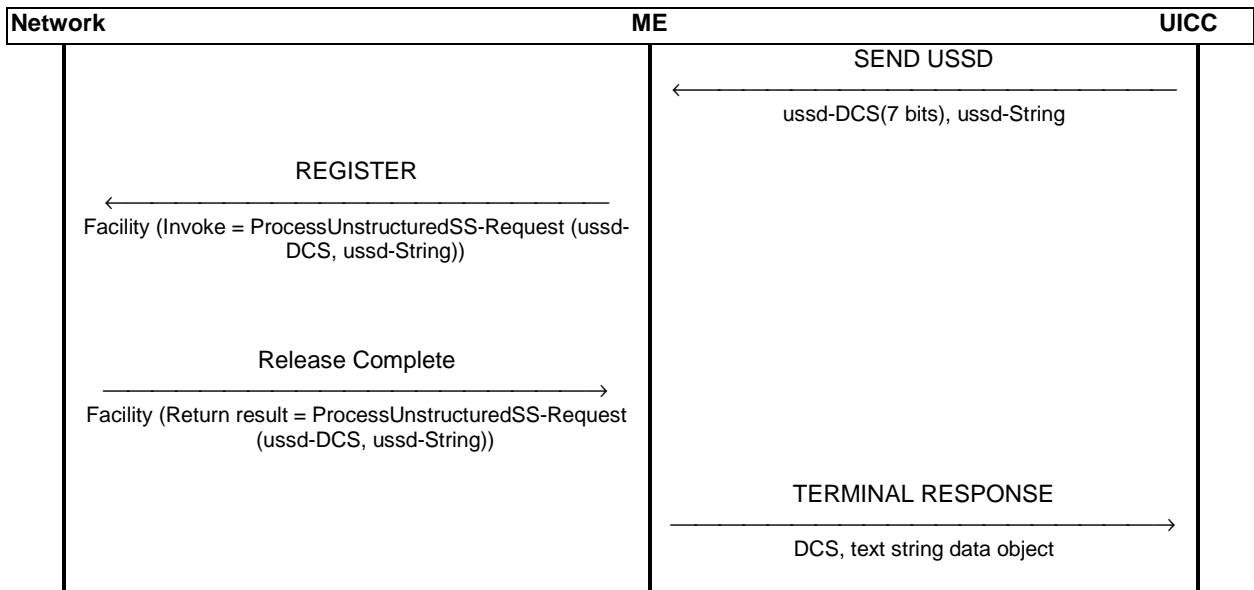 Network ME UICC
SEND USSD
ussd-DCS(7 bits), ussd-String
REGISTER
Facility (Invoke = ProcessUnstructuredSS-Request (ussd-
DCS, ussd-String))
Release Complete
Facility (Return result = ProcessUnstructuredSS-Request
(ussd-DCS, ussd-String))
TERMINAL RESPONSE
DCS, text string data object